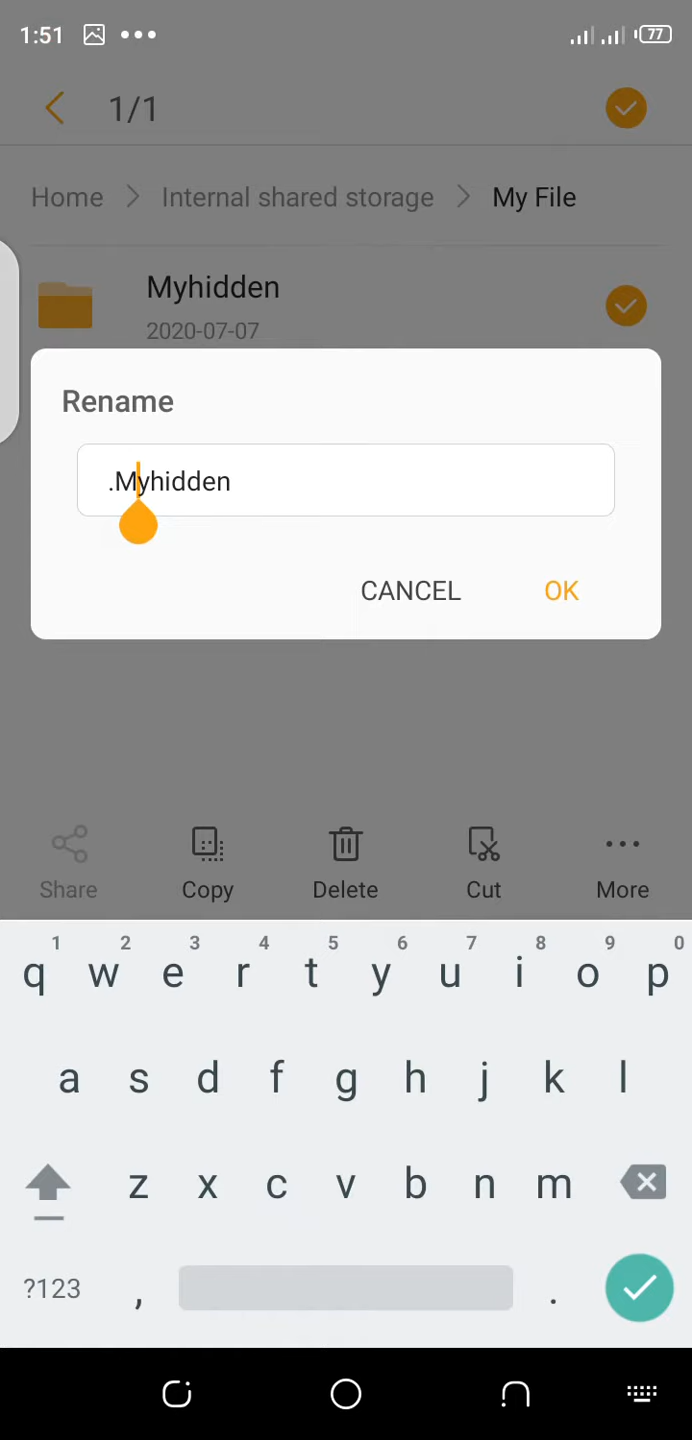 1:51 77
1/1
Home Internal shared storage My File
Myhidden
2020-07-07
Rename
.Myhidden
CANCEL OK
Share Copy Delete Cut More
1 2 3 4 5 6 7 8 9 0
q w e r t y u i o p
a s d f g h j k l
z x c v b n m
?123 , .